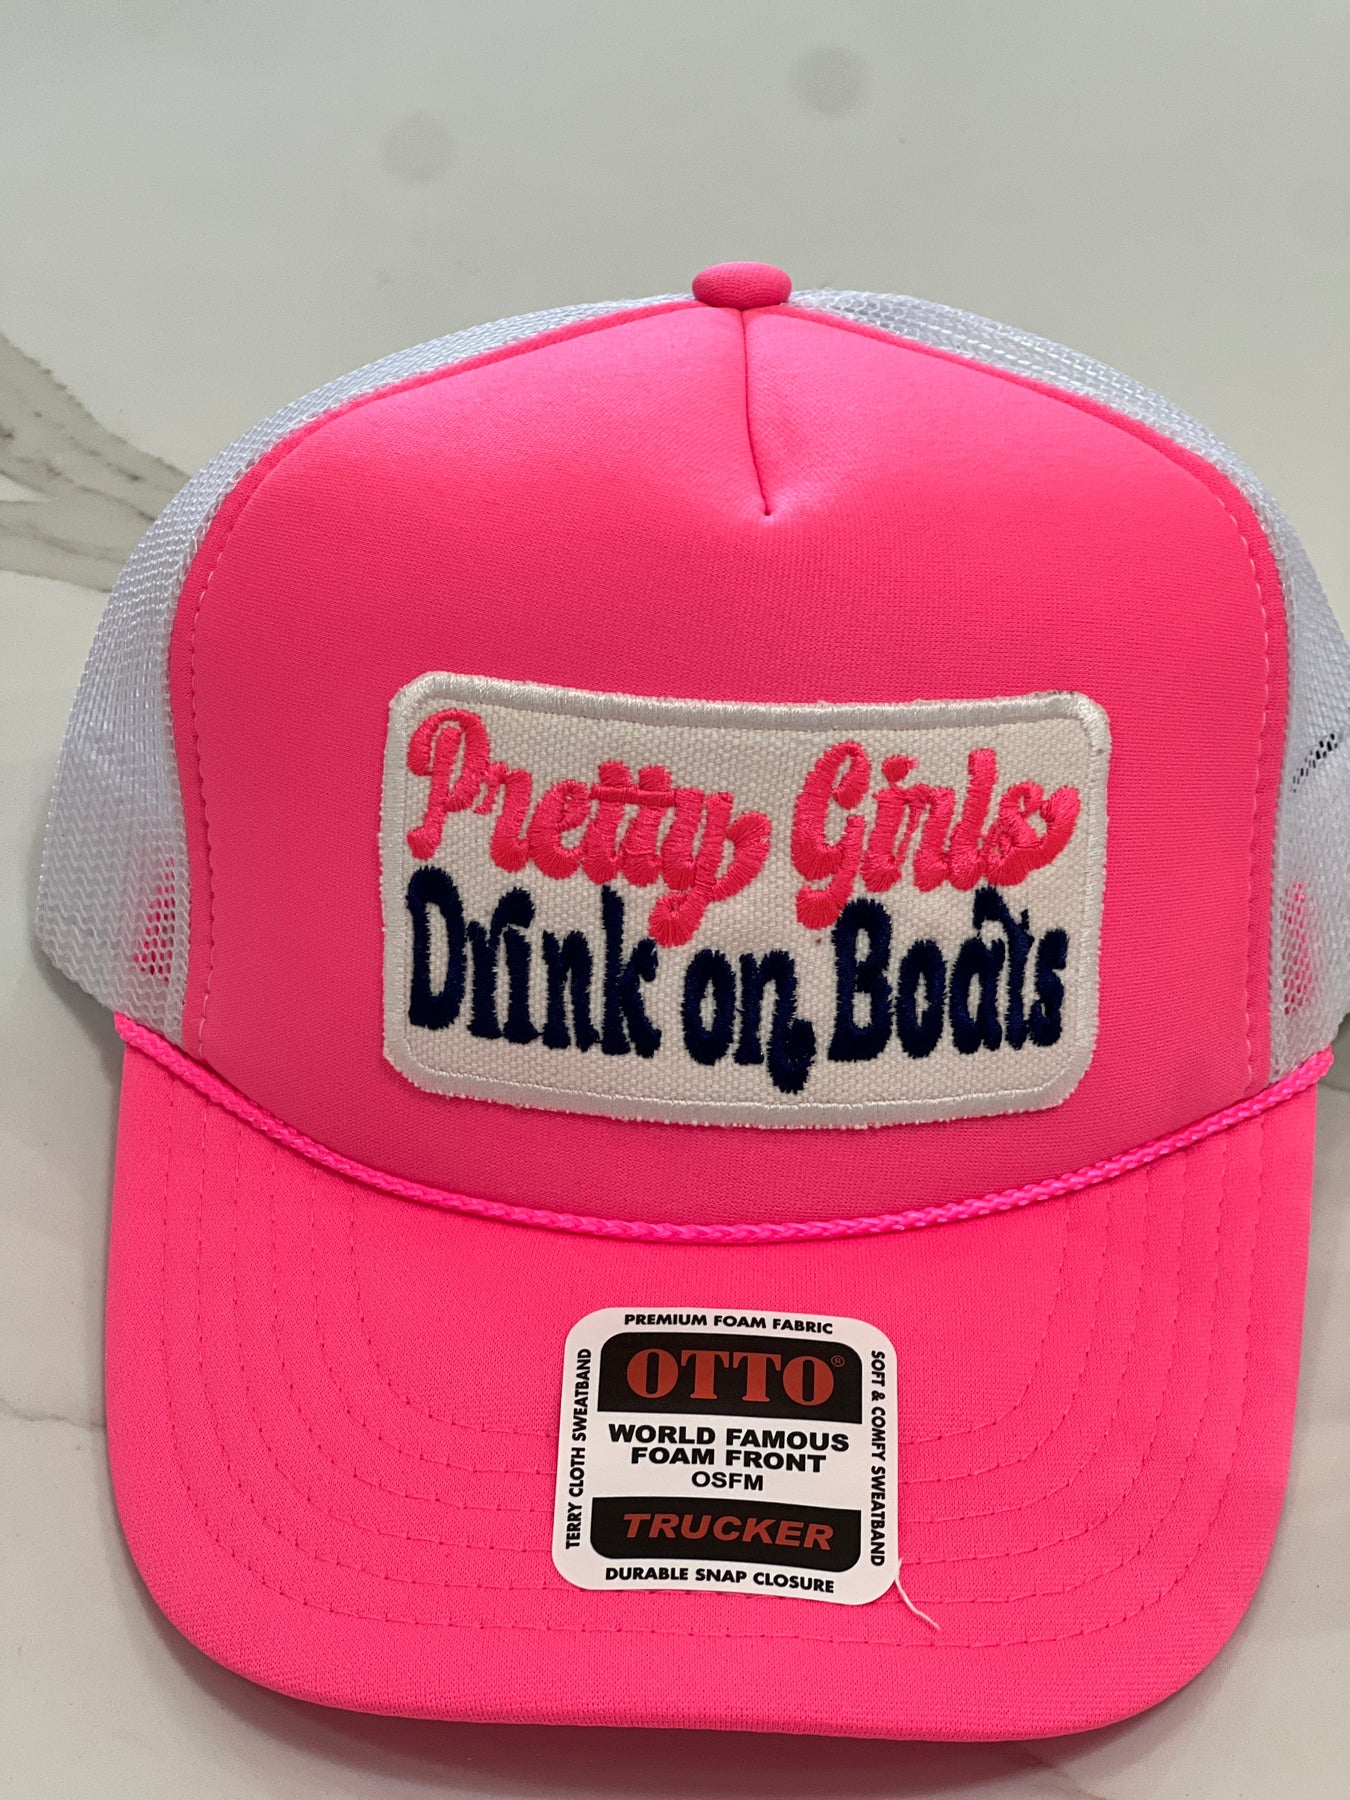 Pretty Girls
Drink on Boats
PREMIUM FOAM FABRIC
OTTO®
WORLD FAMOUS
FOAM FRONT
OSFM
TRUCKER
DURABLE SNAP CLOSURE
TERRY CLOTH SWEATBAND
SOFT & COMFY SWEATBAND